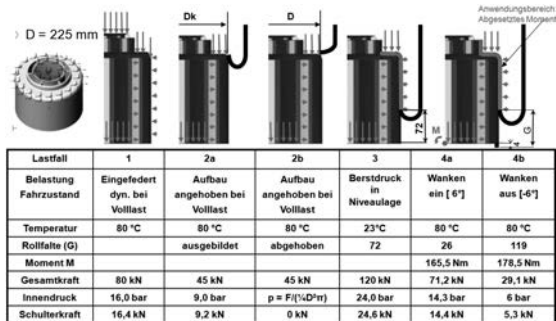 Anwendungsbereich
Abgesetztes Moment
D = 225 mm
Dk
D
72
M
G
Lastfall 1 2a 2b 3 4a 4b
Belastung Fahrzustand Eingefedert dyn. bei Volllast Aufbau angehoben bei Volllast Aufbau angehoben bei Volllast Berstdruck in Niveaulage Wanken ein [ 6°] Wanken aus [-6°]
Temperatur 80 °C 80 °C 80 °C 23°C 80 °C 80 °C
Rollfalte (G) ausgebildet abgehoben 72 26 119
Moment M 165,5 Nm 178,5 Nm
Gesamtkraft 80 kN 45 kN 45 kN 120 kN 71,2 kN 29,1 kN
Innendruck 16,0 bar 9,0 bar p = F/(¼D²π) 24,0 bar 14,3 bar 6 bar
Schulterkraft 16,4 kN 9,2 kN 0 kN 24,6 kN 14,4 kN 5,3 kN